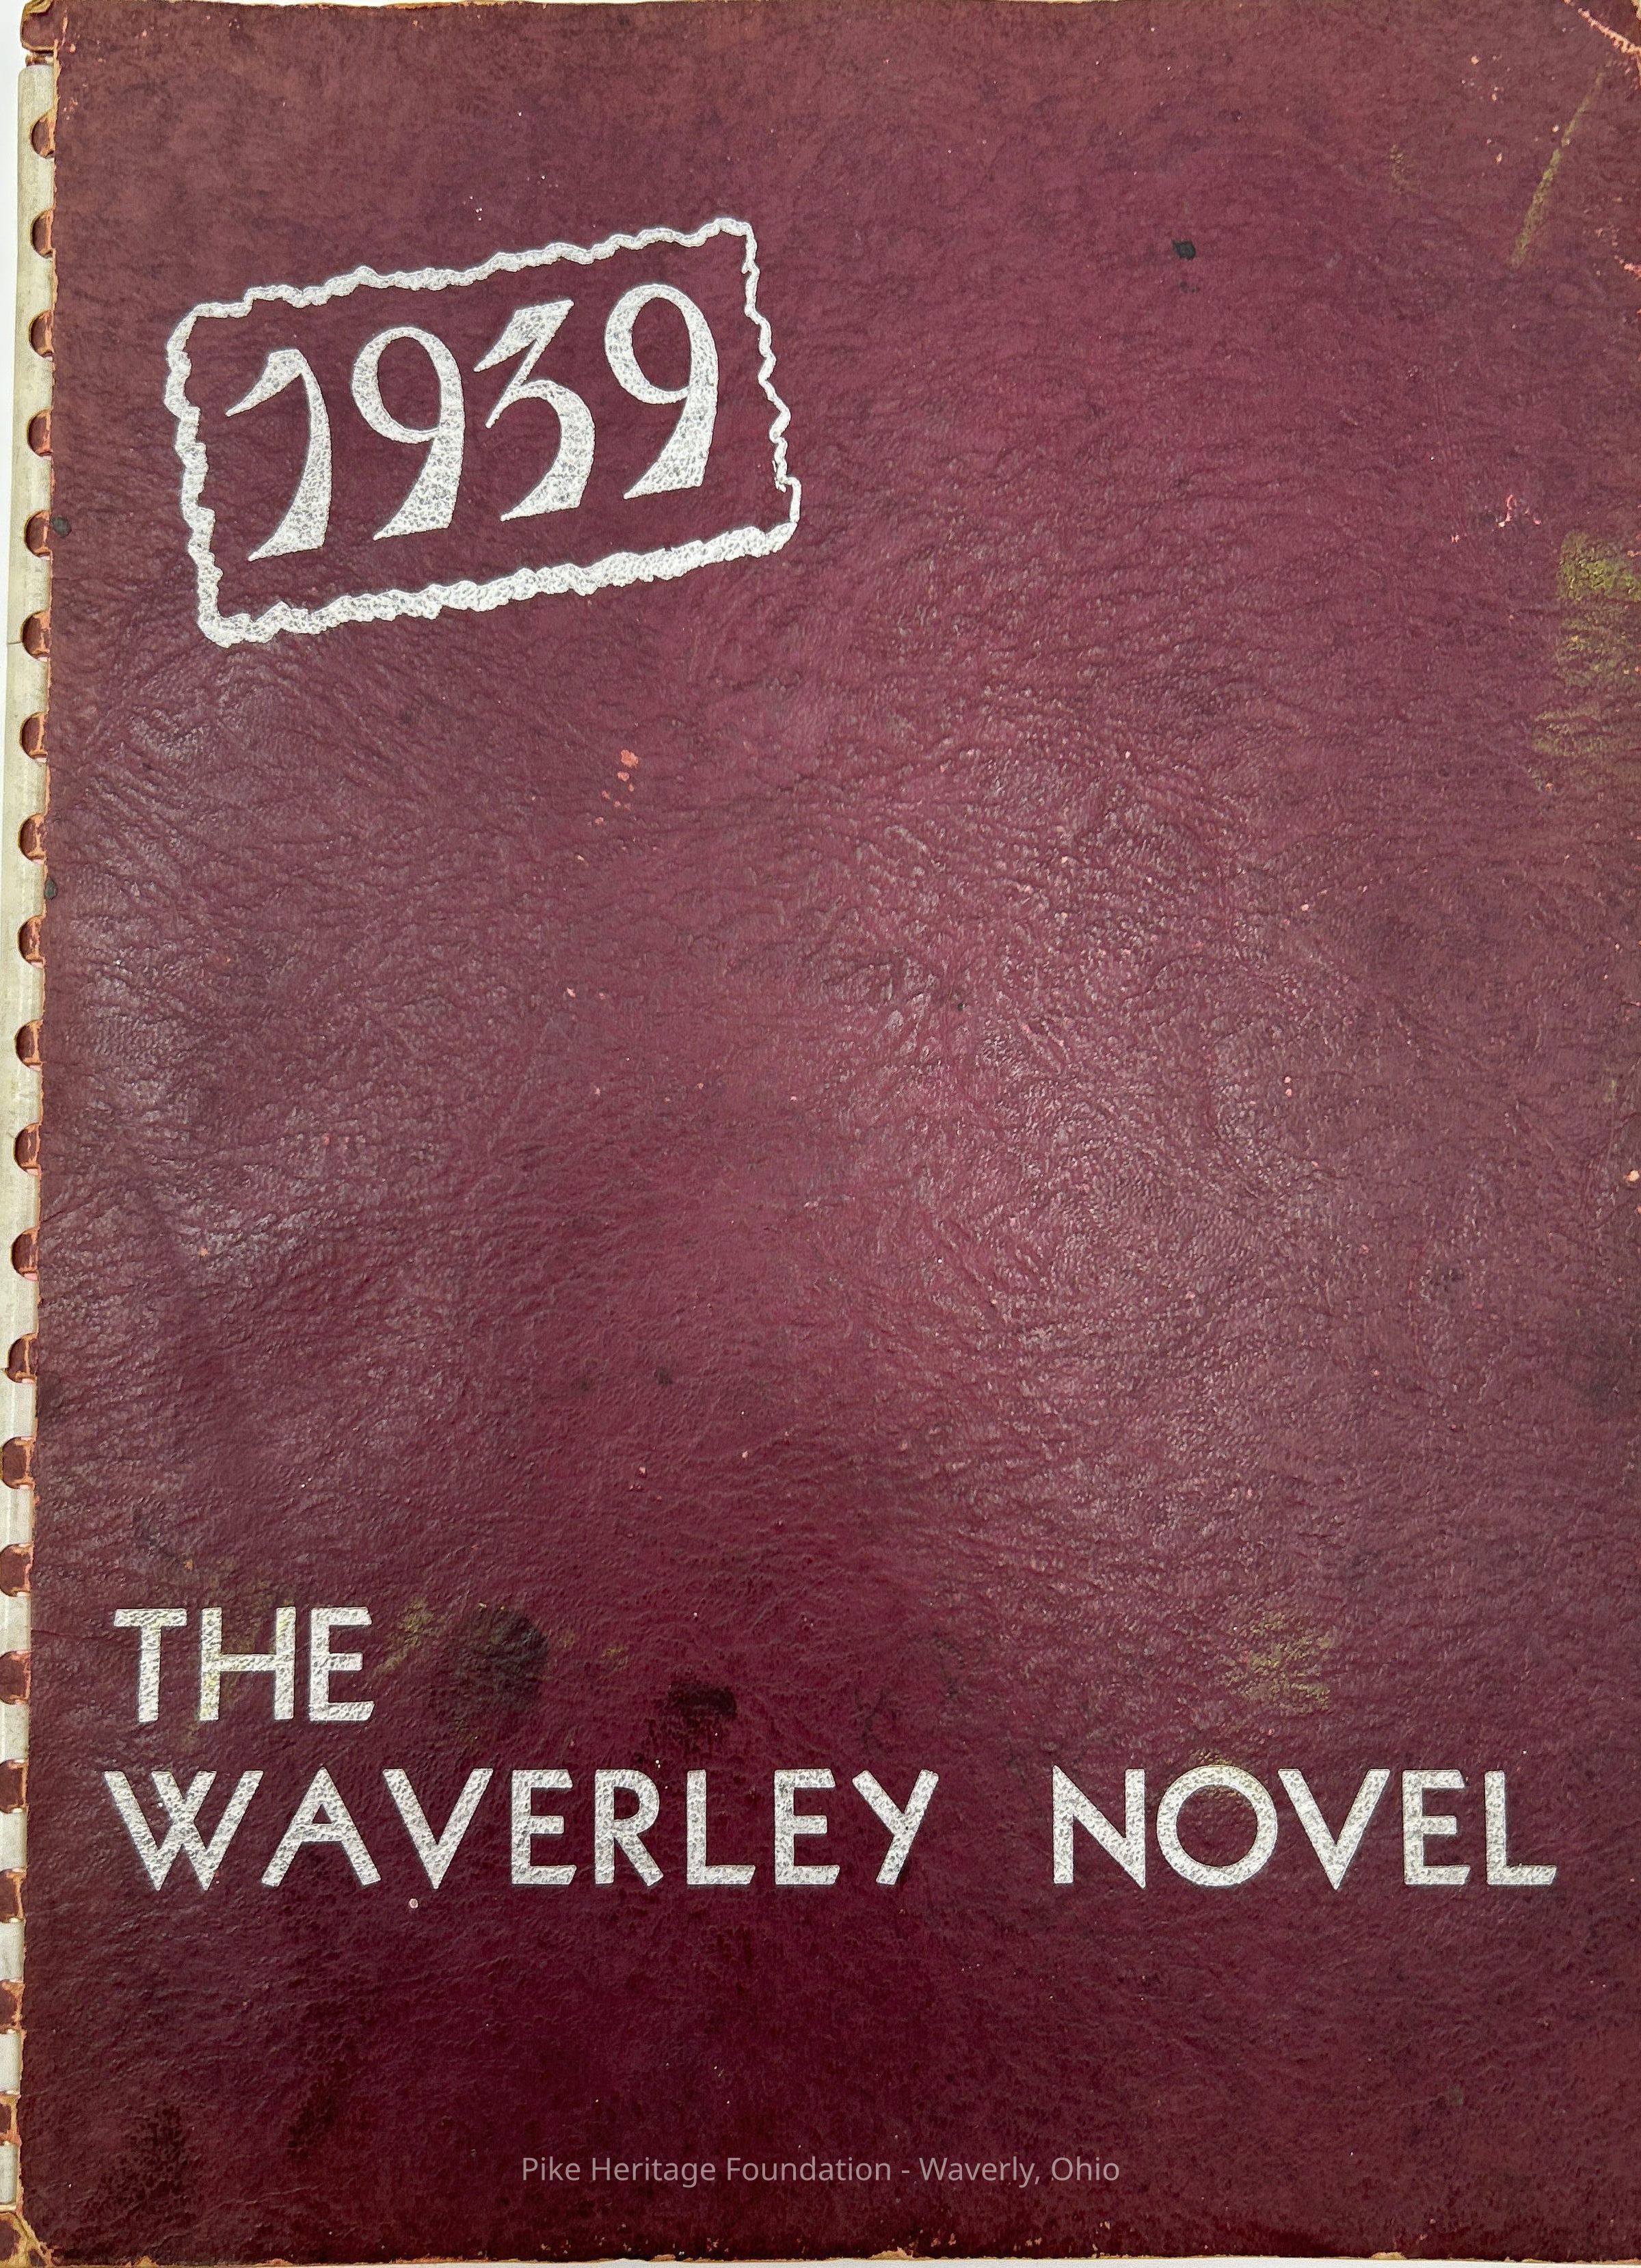 1939
THE
WAVERLEY NOVEL
Pike Heritage Foundation - Waverly, Ohio